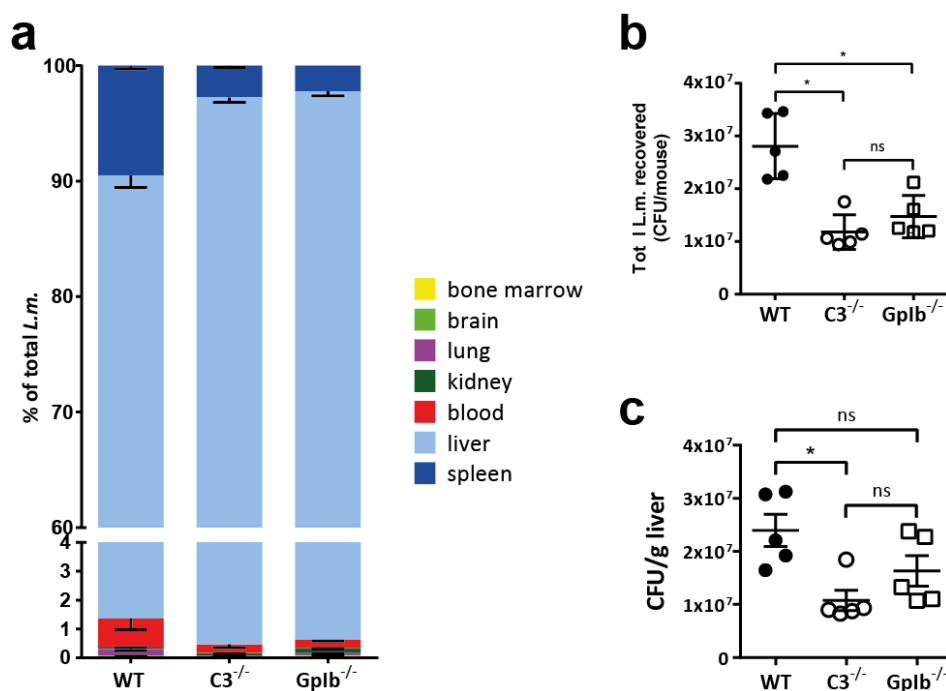 a
100
90
80
70
60
4
3
2
1
0
% of total L.m.
WT
C3⁻/⁻
GpIb⁻/⁻
bone marrow
brain
lung
kidney
blood
liver
spleen
b
Tot l L.m. recovered
(CFU/mouse)
4x10⁷
3x10⁷
2x10⁷
1x10⁷
0
*
*
ns
WT
C3⁻/⁻
GpIb⁻/⁻
c
CFU/g liver
4x10⁷
3x10⁷
2x10⁷
1x10⁷
0
ns
*
ns
WT
C3⁻/⁻
GpIb⁻/⁻